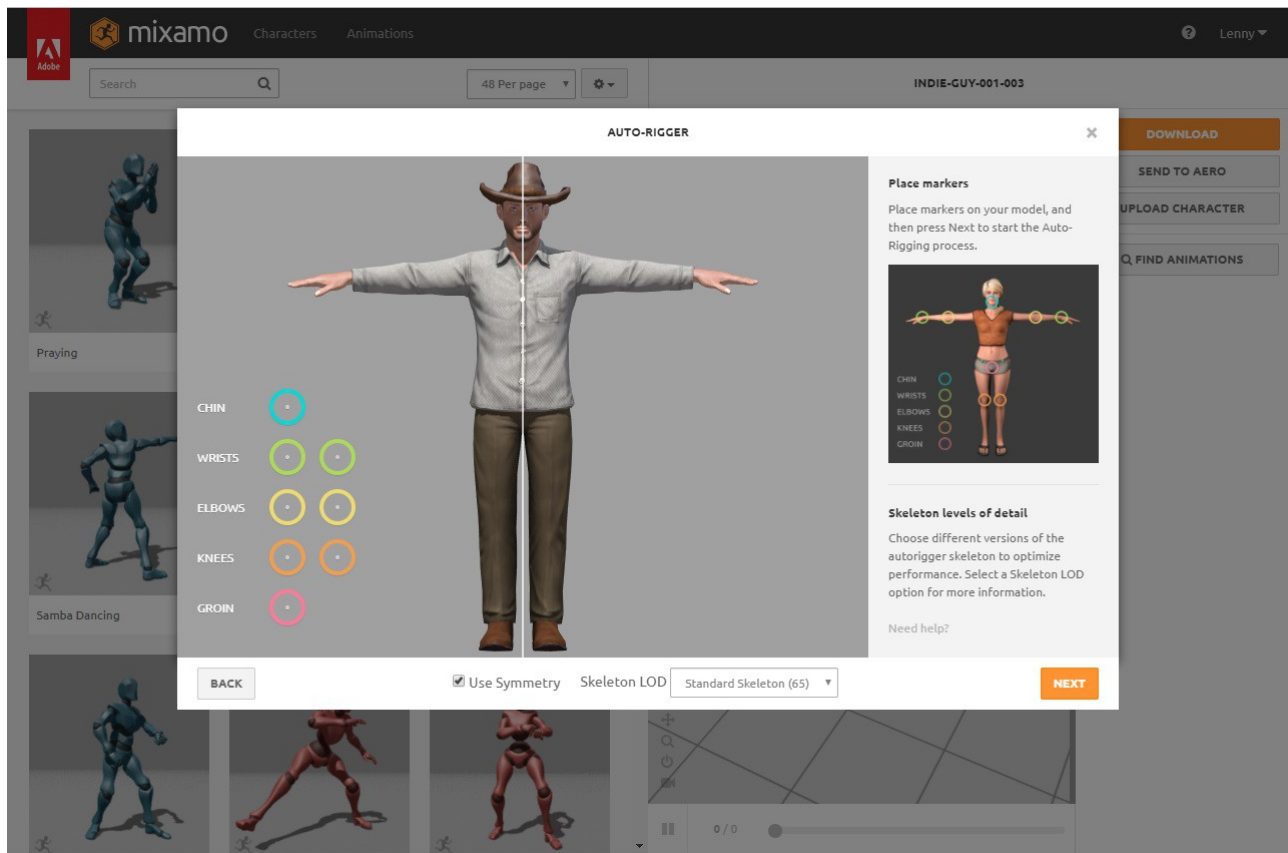 Adobe
mixamo
Characters
Animations
Lenny
Search
48 Per page
INDIE-GUY-001-003
AUTO-RIGGER
DOWNLOAD
SEND TO AERO
UPLOAD CHARACTER
FIND ANIMATIONS
Praying
Samba Dancing
CHIN
WRISTS
ELBOWS
KNEES
GROIN
Place markers
Place markers on your model, and
then press Next to start the Auto-
Rigging process.
CHIN
WRISTS
ELBOWS
KNEES
GROIN
Skeleton levels of detail
Choose different versions of the
autorigger skeleton to optimize
performance. Select a Skeleton LOD
option for more information.
Need help?
BACK
Use Symmetry
Skeleton LOD
Standard Skeleton (65)
NEXT
0 / 0